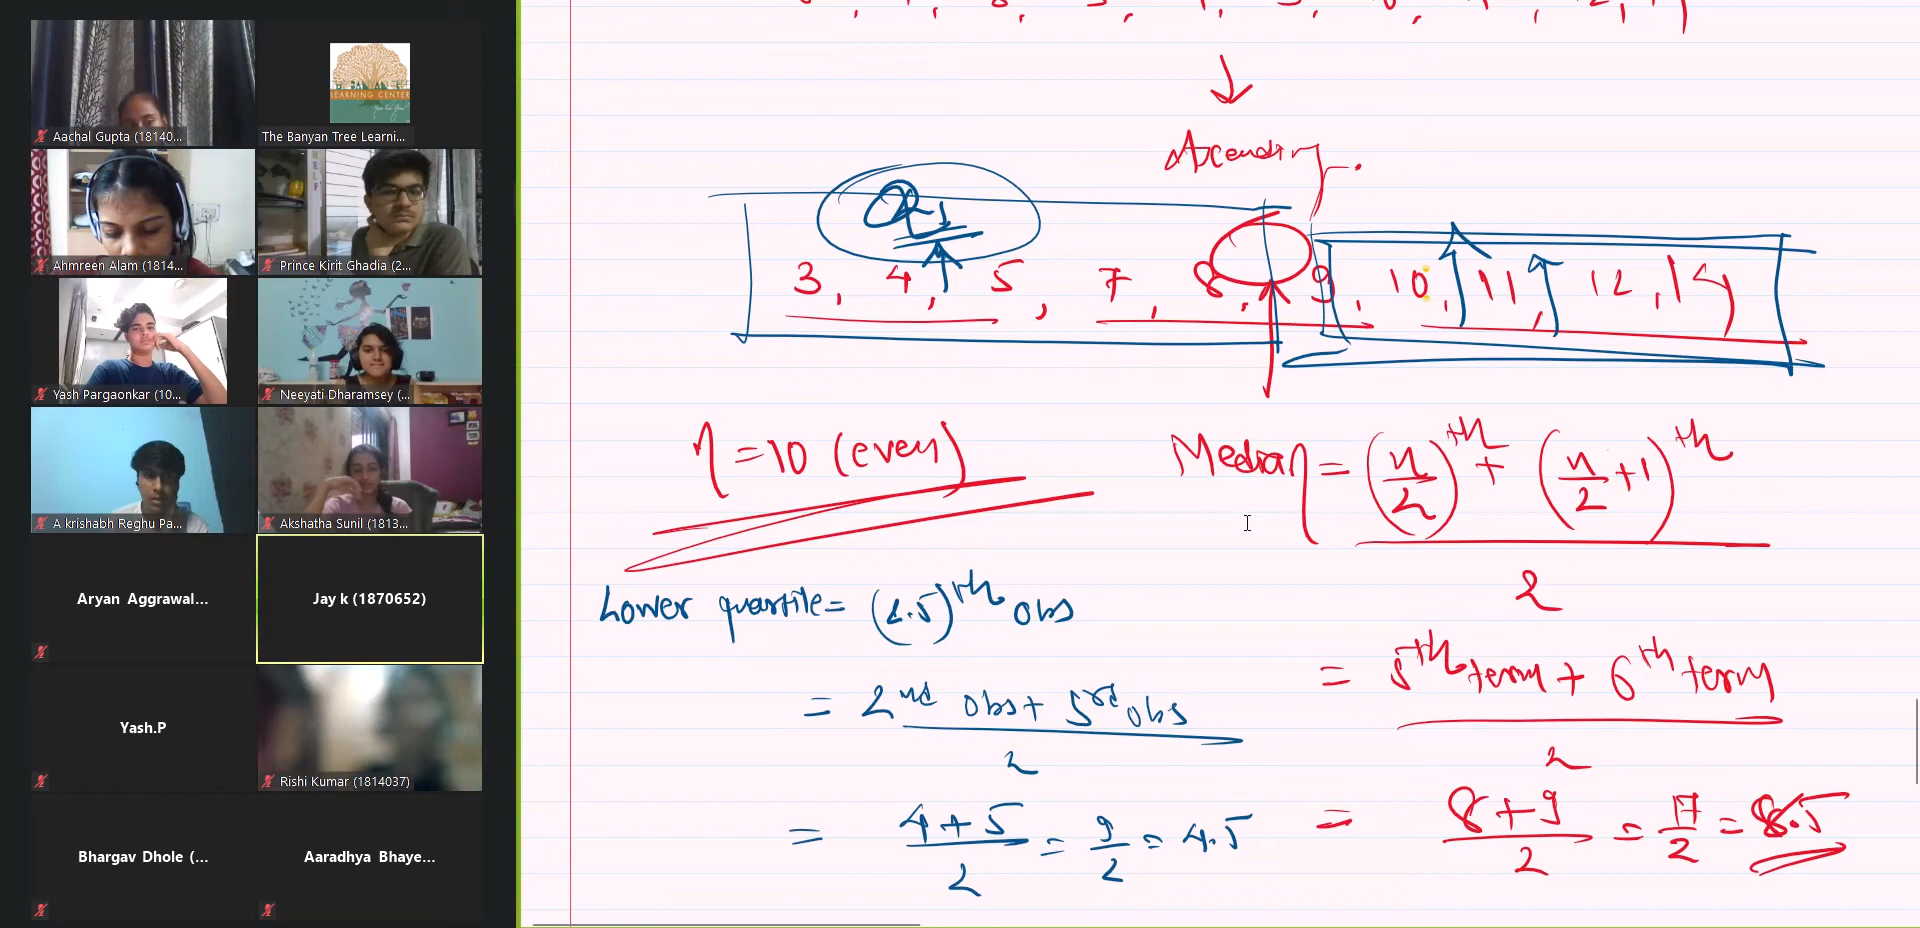 Aachal Gupta (18140...
LEARNING CENTER
The Banyan Tree Learni...
Ahmreen Alam (1814...
Prince Kirit Ghadia (2...
Yash Pargaonkar (10...
Neeyati Dharamsey (...
A krishabh Reghu Pa...
Akshatha Sunil (1813...
Aryan Aggrawal...
Jay k (1870652)
Yash.P
Rishi Kumar (1814037)
Bhargav Dhole (...
Aaradhya Bhaye...
Ascending.
Q1
3, 4, 5, 7, 8, 9, 10, 11, 12, 14
n = 10 (even)
Median = (n/2)th + (n/2 + 1)th
2
Lower quartile = (2.5)th obs
= 5th term + 6th term
2
= 2nd obs + 3rd obs
2
= 8+9/2 = 17/2 = 8.5
= 4+5/2 = 9/2 = 4.5